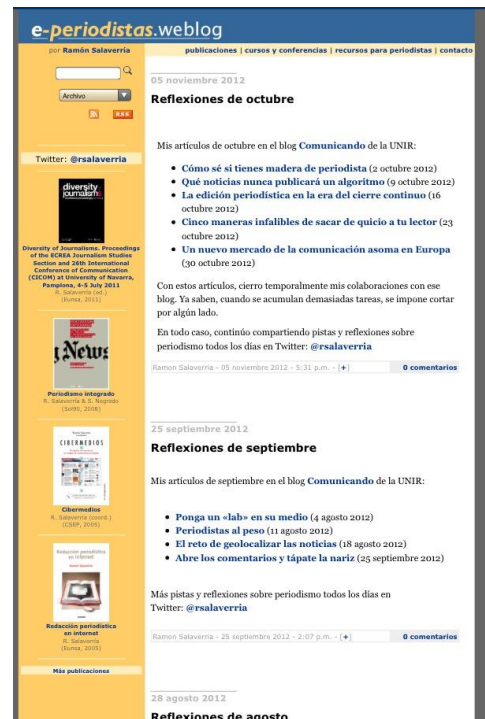 e-periodistas.weblog
por Ramón Salaverría
publicaciones | cursos y conferencias | recursos para periodistas | contacto
Archivo
RSS
Twitter: @rsalaverria
diversity
journalisms
Diversity of Journalisms. Proceedings
of the ECREA Journalism Studies
Section and 26th International
Conference of Communication
(CICOM) at University of Navarra,
Pamplona, 4-5 July 2011
R. Salaverría (ed.)
(Eunsa, 2011)
News
Periodismo integrado
R. Salaverría & S. Negredo
(Sol90, 2008)
CIBERMEDIOS
Cibermedios
R. Salaverría (coord.)
(CSEP, 2005)
Redacción periodística
en internet
Redacción periodística
en internet
R. Salaverría
(Eunsa, 2005)
Más publicaciones
05 noviembre 2012
Reflexiones de octubre
Mis artículos de octubre en el blog Comunicando de la UNIR:
• Cómo sé si tienes madera de periodista (2 octubre 2012)
• Qué noticias nunca publicará un algoritmo (9 octubre 2012)
• La edición periodística en la era del cierre continuo (16
octubre 2012)
• Cinco maneras infalibles de sacar de quicio a tu lector (23
octubre 2012)
• Un nuevo mercado de la comunicación asoma en Europa
(30 octubre 2012)
Con estos artículos, cierro temporalmente mis colaboraciones con ese
blog. Ya saben, cuando se acumulan demasiadas tareas, se impone cortar
por algún lado.
En todo caso, continúo compartiendo pistas y reflexiones sobre
periodismo todos los días en Twitter: @rsalaverria
Ramon Salaverria - 05 noviembre 2012 - 5:31 p.m. - [+] 0 comentarios
25 septiembre 2012
Reflexiones de septiembre
Mis artículos de septiembre en el blog Comunicando de la UNIR:
• Ponga un «lab» en su medio (4 agosto 2012)
• Periodistas al peso (11 agosto 2012)
• El reto de geolocalizar las noticias (18 agosto 2012)
• Abre los comentarios y tápate la nariz (25 septiembre 2012)
Más pistas y reflexiones sobre periodismo todos los días en
Twitter: @rsalaverria
Ramon Salaverria - 25 septiembre 2012 - 2:07 p.m. - [+] 0 comentarios
28 agosto 2012
Reflexiones de agosto